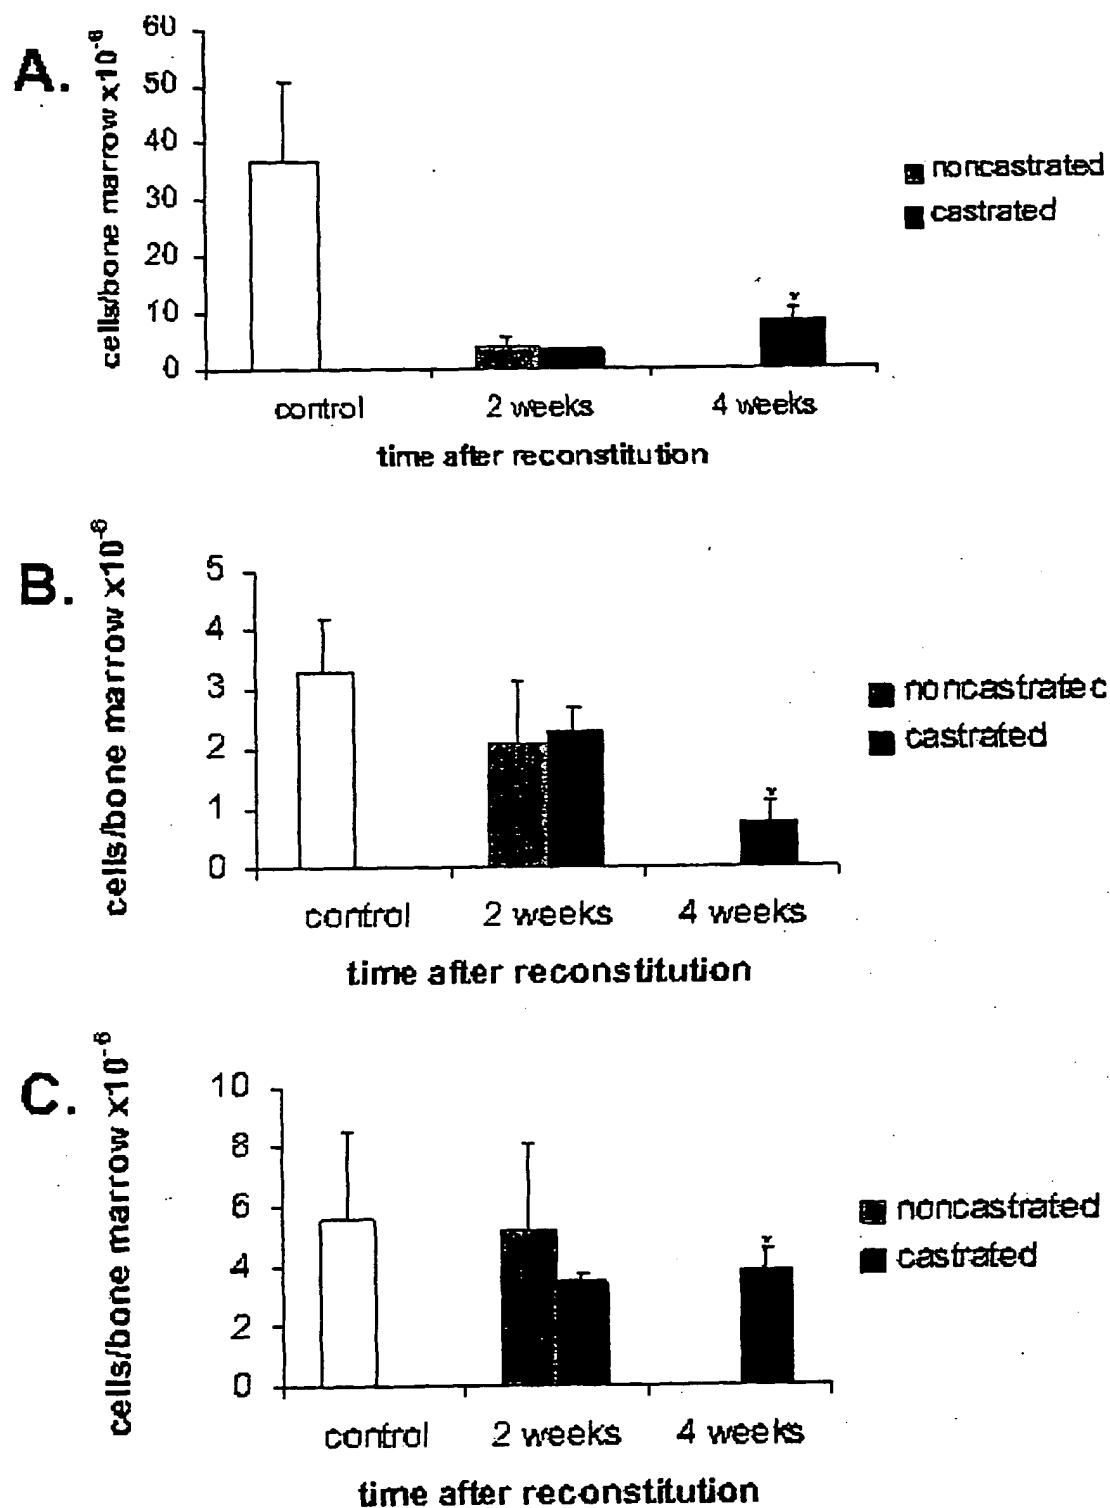 A.
cells/bone marrow x10-6
60
50
40
30
20
10
0
noncastrated
castrated
*
control 2 weeks 4 weeks
time after reconstitution
B.
cells/bone marrow x10-6
5
4
3
2
1
0
noncastratec
castrated
*
control 2 weeks 4 weeks
time after reconstitution
C.
cells/bone marrow x10-6
10
8
6
4
2
0
noncastrated
castrated
*
control 2 weeks 4 weeks
time after reconstitution